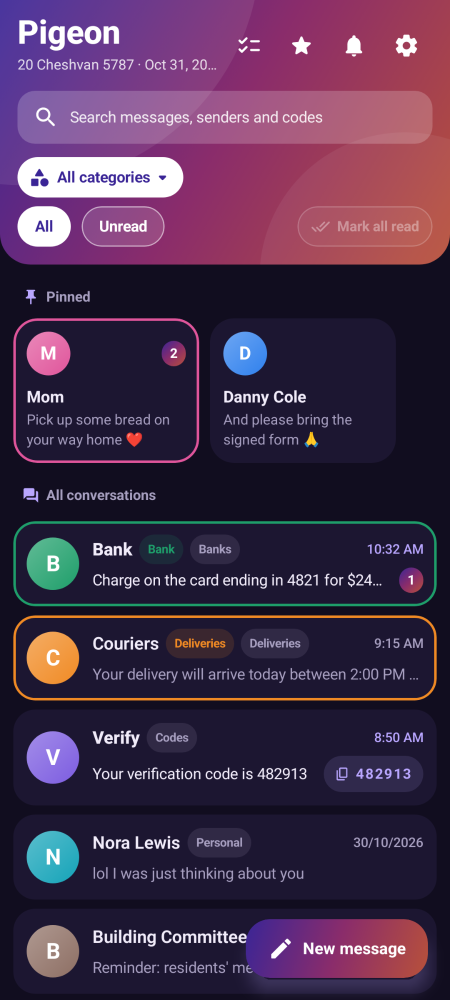 Pigeon
20 Cheshvan 5787 · Oct 31, 20...
Search messages, senders and codes
All categories
All
Unread
Mark all read
Pinned
M
2
Mom
Pick up some bread on
your way home ❤️
D
Danny Cole
And please bring the
signed form 🙏
All conversations
B
Bank Bank Banks 10:32 AM
Charge on the card ending in 4821 for $24... 1
C
Couriers Deliveries Deliveries 9:15 AM
Your delivery will arrive today between 2:00 PM ...
V
Verify Codes 8:50 AM
Your verification code is 482913 482913
N
Nora Lewis Personal 30/10/2026
lol I was just thinking about you
B
Building Committee
Reminder: residents' me
New message